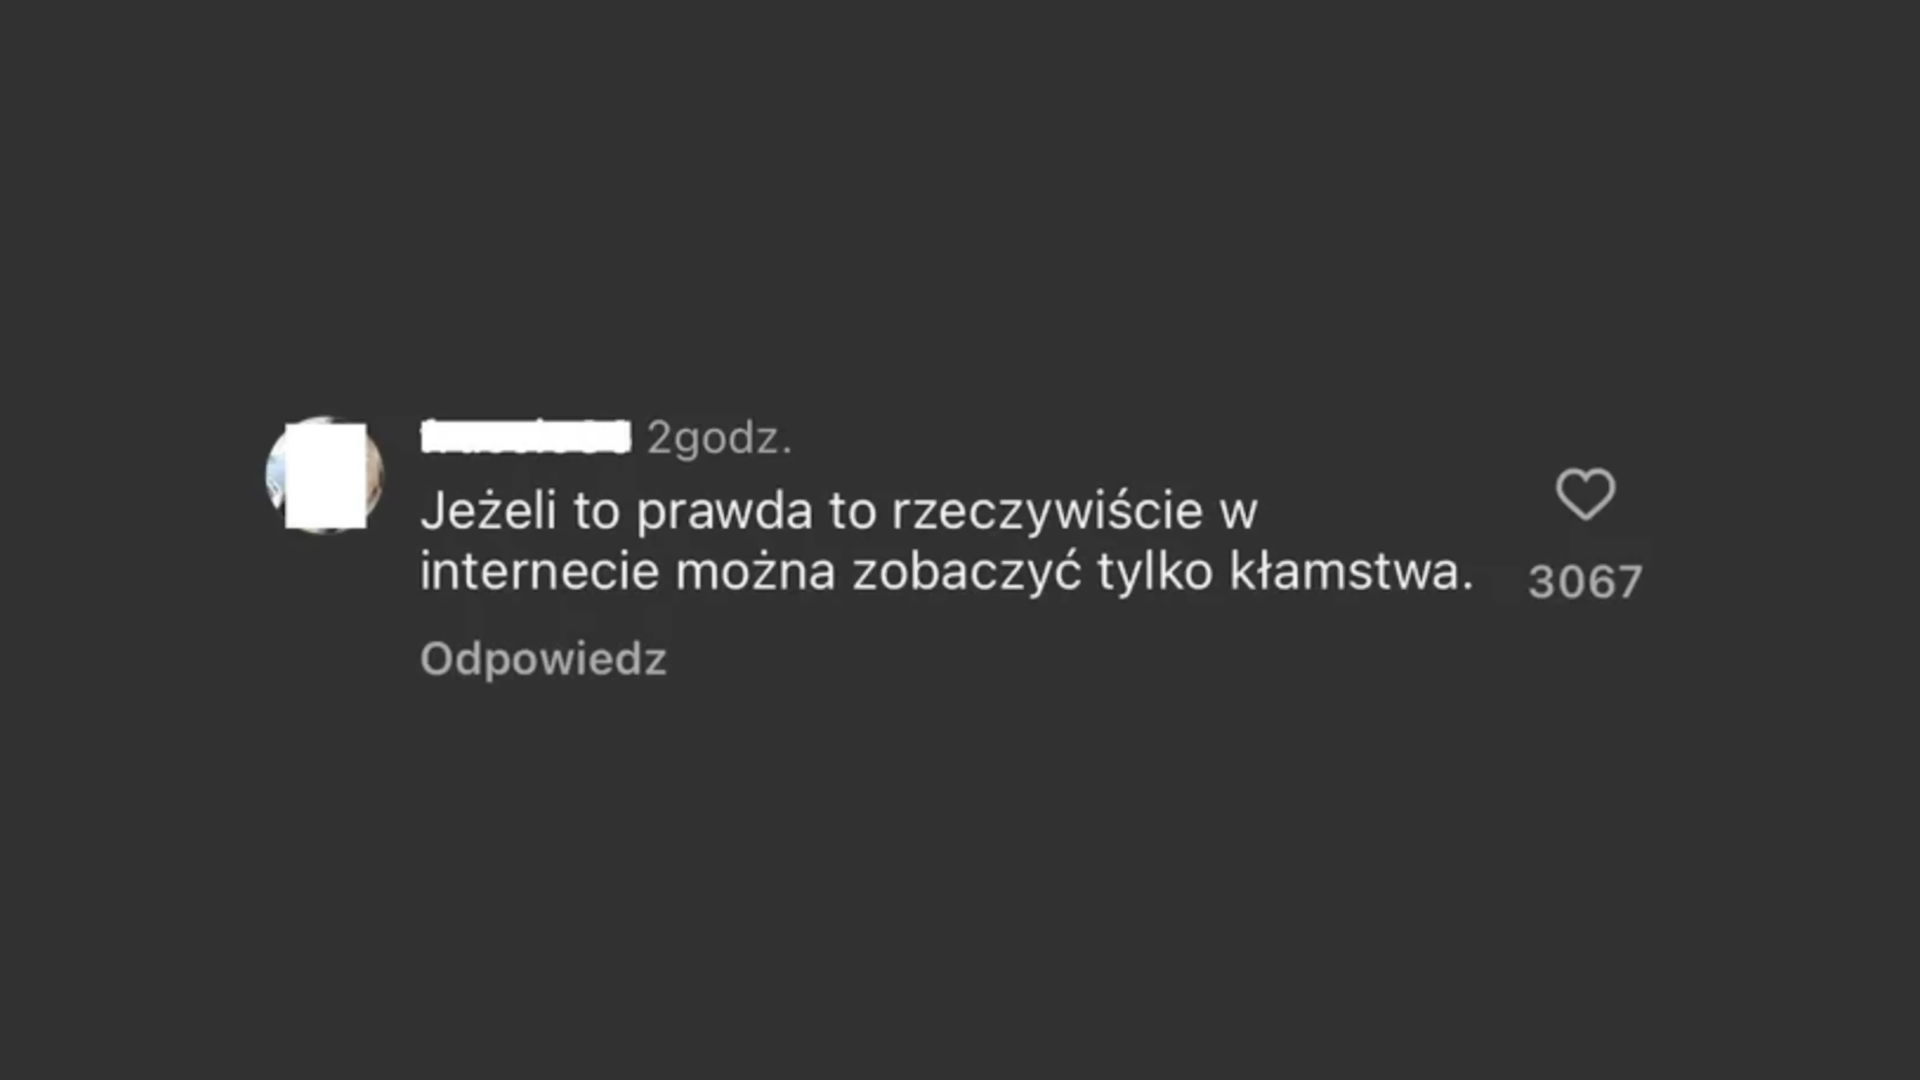 2godz.
Jeżeli to prawda to rzeczywiście w
internecie można zobaczyć tylko kłamstwa.
3067
Odpowiedz